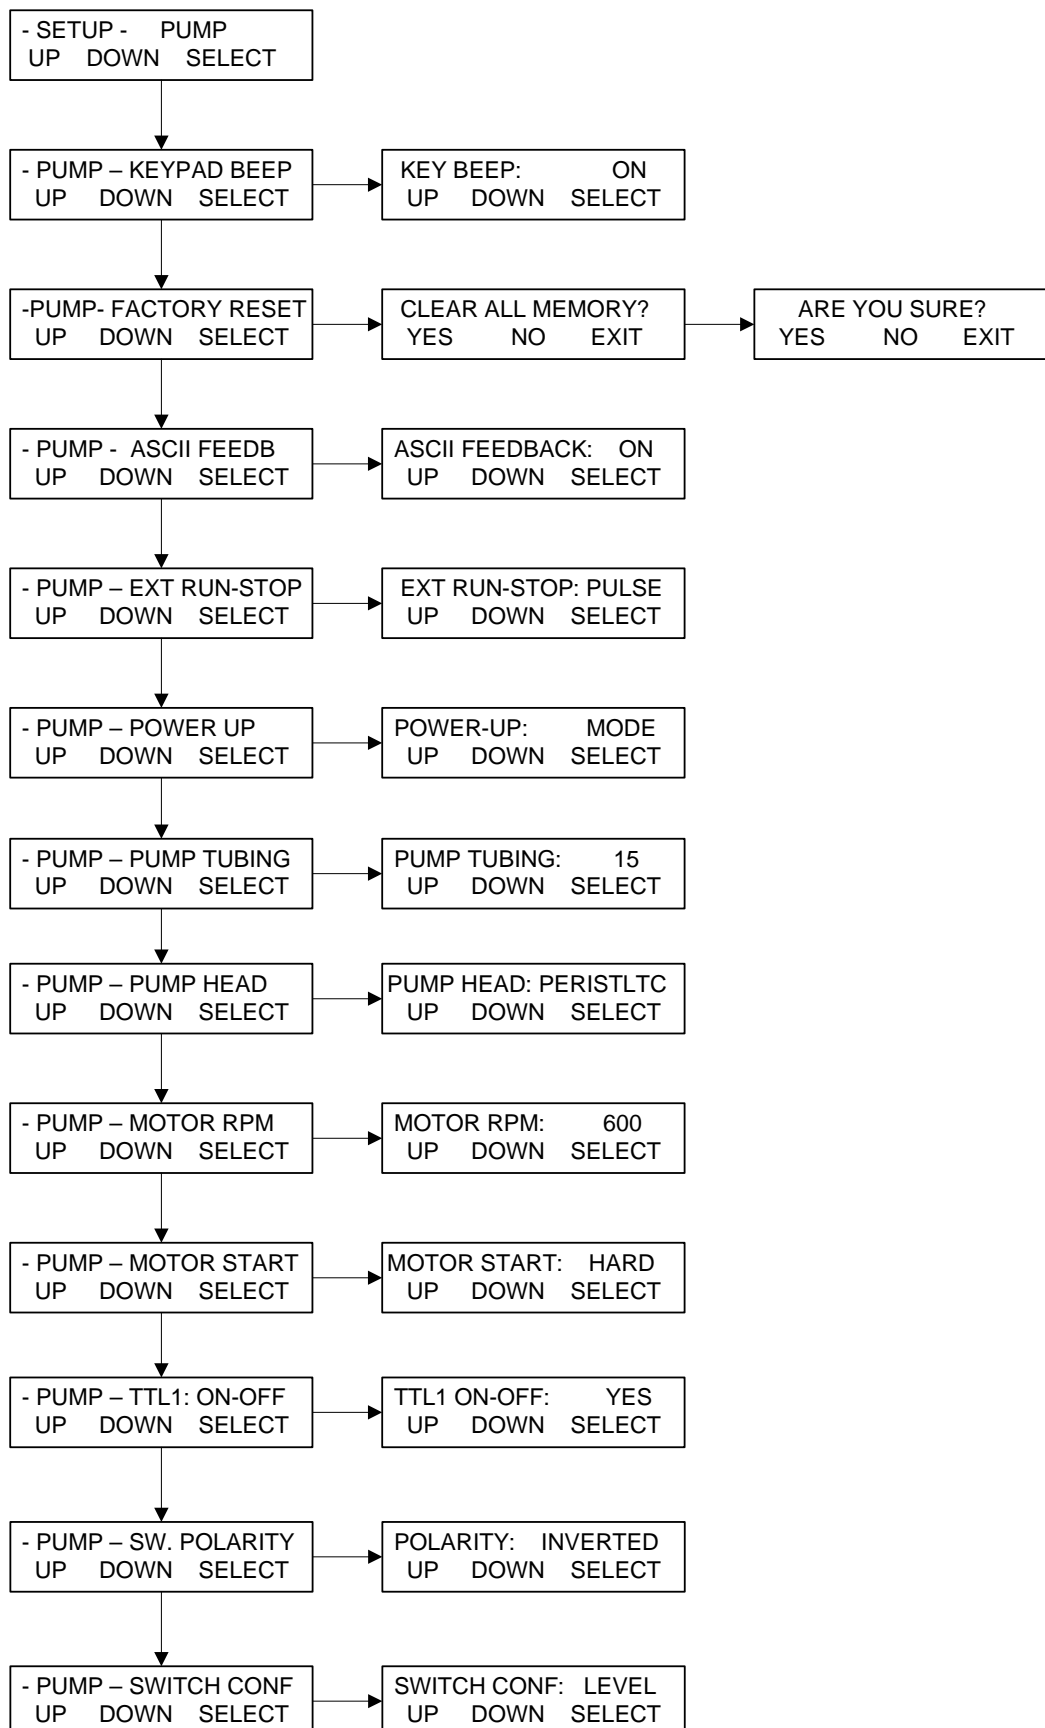 - SETUP - PUMP
UP DOWN SELECT
- PUMP – KEYPAD BEEP
UP DOWN SELECT
KEY BEEP: ON
UP DOWN SELECT
-PUMP- FACTORY RESET
UP DOWN SELECT
CLEAR ALL MEMORY?
YES NO EXIT
ARE YOU SURE?
YES NO EXIT
- PUMP - ASCII FEEDB
UP DOWN SELECT
ASCII FEEDBACK: ON
UP DOWN SELECT
- PUMP – EXT RUN-STOP
UP DOWN SELECT
EXT RUN-STOP: PULSE
UP DOWN SELECT
- PUMP – POWER UP
UP DOWN SELECT
POWER-UP: MODE
UP DOWN SELECT
- PUMP – PUMP TUBING
UP DOWN SELECT
PUMP TUBING: 15
UP DOWN SELECT
- PUMP – PUMP HEAD
UP DOWN SELECT
PUMP HEAD: PERISTLTC
UP DOWN SELECT
- PUMP – MOTOR RPM
UP DOWN SELECT
MOTOR RPM: 600
UP DOWN SELECT
- PUMP – MOTOR START
UP DOWN SELECT
MOTOR START: HARD
UP DOWN SELECT
- PUMP – TTL1: ON-OFF
UP DOWN SELECT
TTL1 ON-OFF: YES
UP DOWN SELECT
- PUMP – SW. POLARITY
UP DOWN SELECT
POLARITY: INVERTED
UP DOWN SELECT
- PUMP – SWITCH CONF
UP DOWN SELECT
SWITCH CONF: LEVEL
UP DOWN SELECT